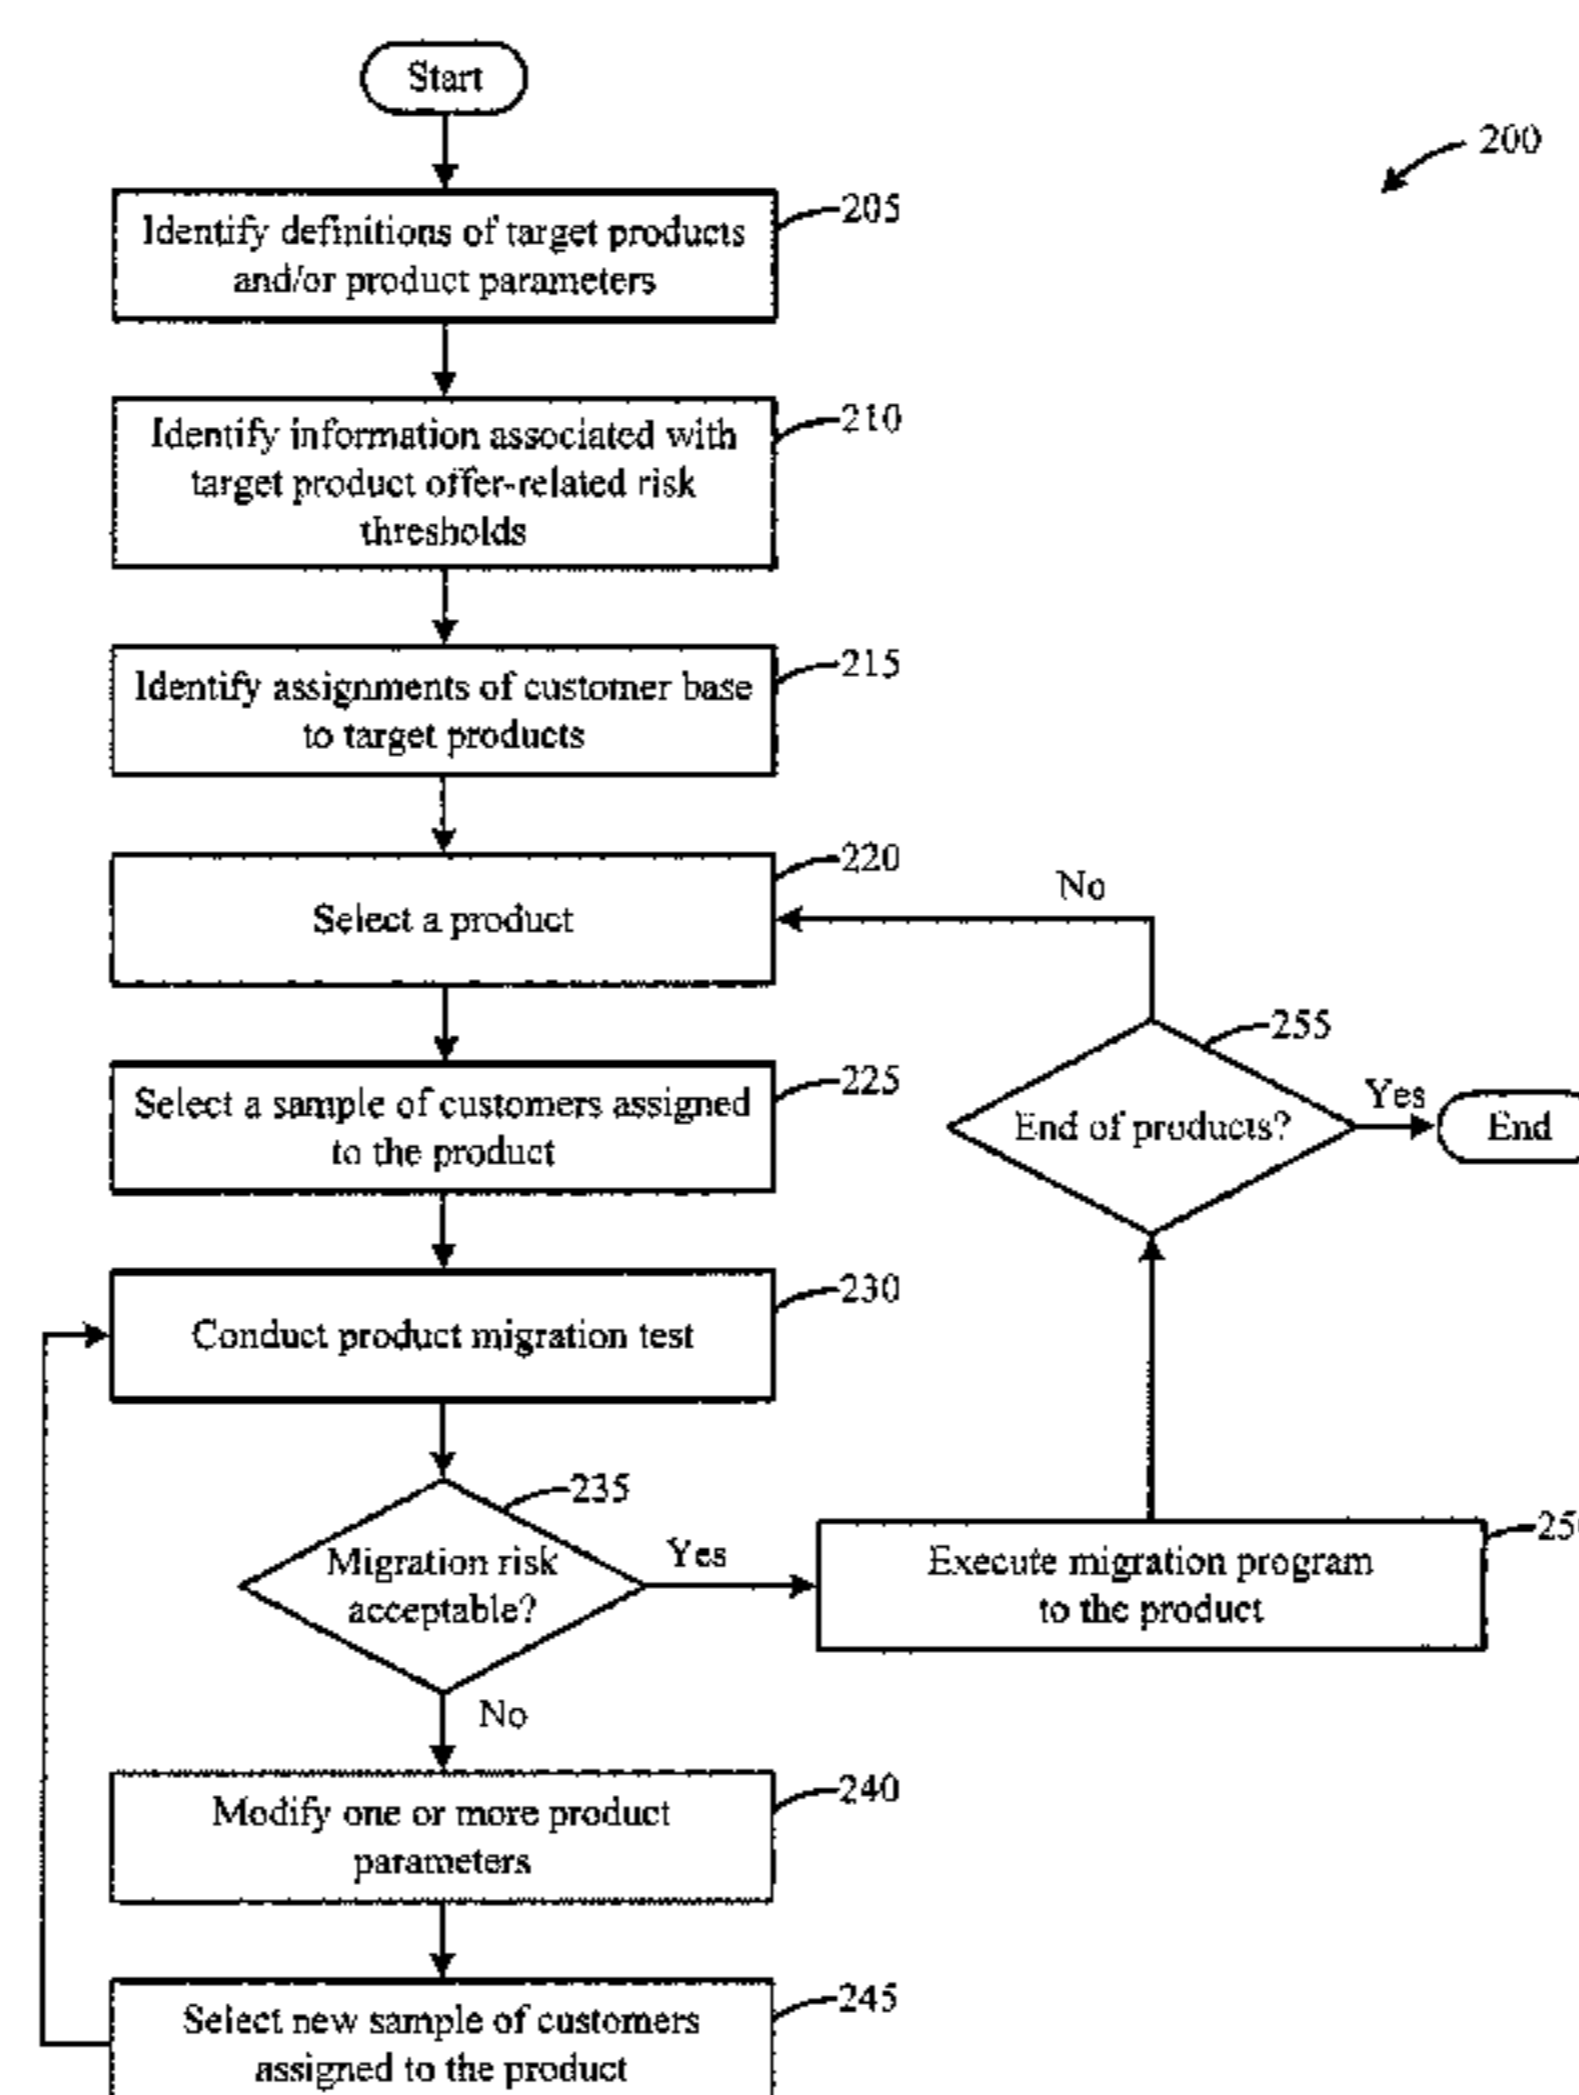 Start
200
205
Identify definitions of target products
and/or product parameters
210
Identify information associated with
target product offer-related risk
thresholds
215
Identify assignments of customer base
to target products
220
Select a product
No
225
Select a sample of customers assigned
to the product
255
End of products?
Yes
End
230
Conduct product migration test
235
Migration risk
acceptable?
Yes
Execute migration program
to the product
No
240
Modify one or more product
parameters
245
Select new sample of customers
assigned to the product